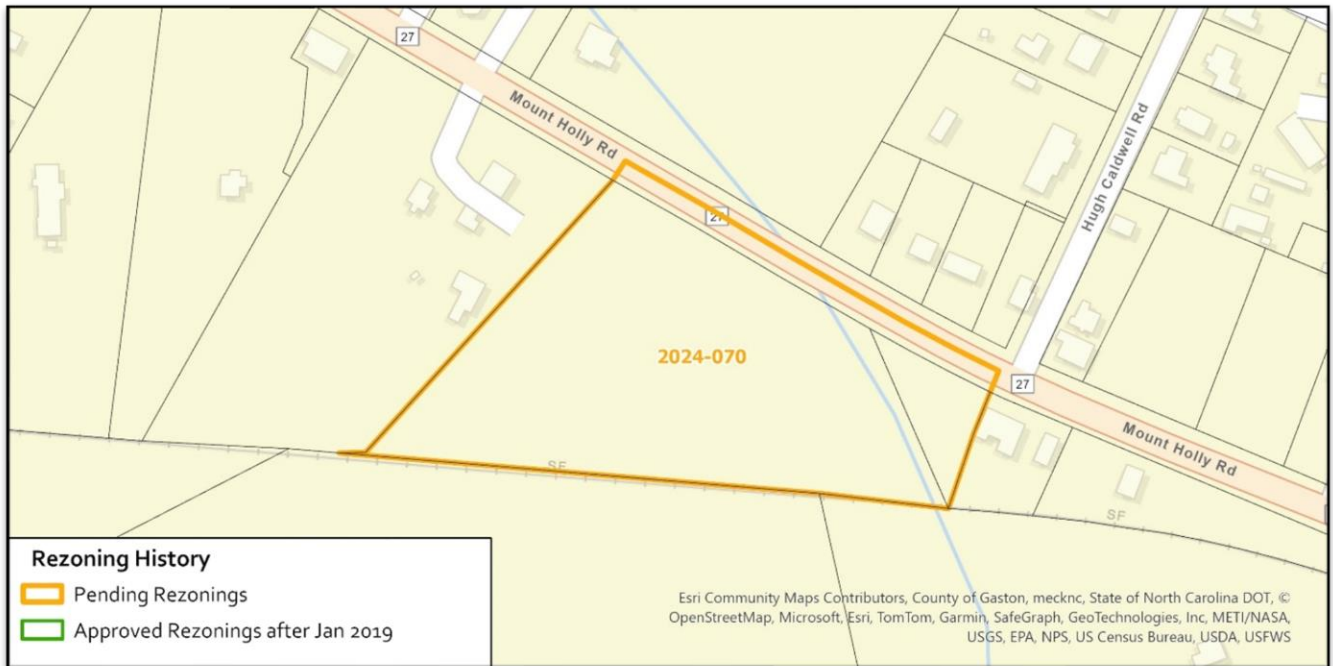 27
Mount Holly Rd
27
Hugh Caldwell Rd
2024-070
27
Mount Holly Rd
SF
SF
Rezoning History
Pending Rezonings
Approved Rezonings after Jan 2019
Esri Community Maps Contributors, County of Gaston, mecknc, State of North Carolina DOT, ©
OpenStreetMap, Microsoft, Esri, TomTom, Garmin, SafeGraph, GeoTechnologies, Inc, METI/NASA,
USGS, EPA, NPS, US Census Bureau, USDA, USFWS